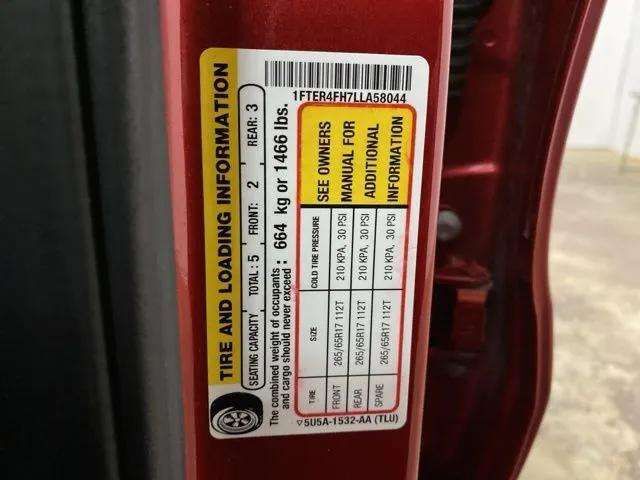 1FTER4FH7LLA58044
TIRE AND LOADING INFORMATION
SEATING CAPACITY TOTAL: 5 FRONT: 2 REAR: 3
The combined weight of occupants
and cargo should never exceed : 664 kg or 1466 lbs.
TIRE SIZE COLD TIRE PRESSURE
FRONT 265/65R17 112T 210 KPA, 30 PSI
REAR 265/65R17 112T 210 KPA, 30 PSI
SPARE 265/65R17 112T 210 KPA, 30 PSI
SEE OWNERS
MANUAL FOR
ADDITIONAL
INFORMATION
▽5U5A-1532-AA (TLU)